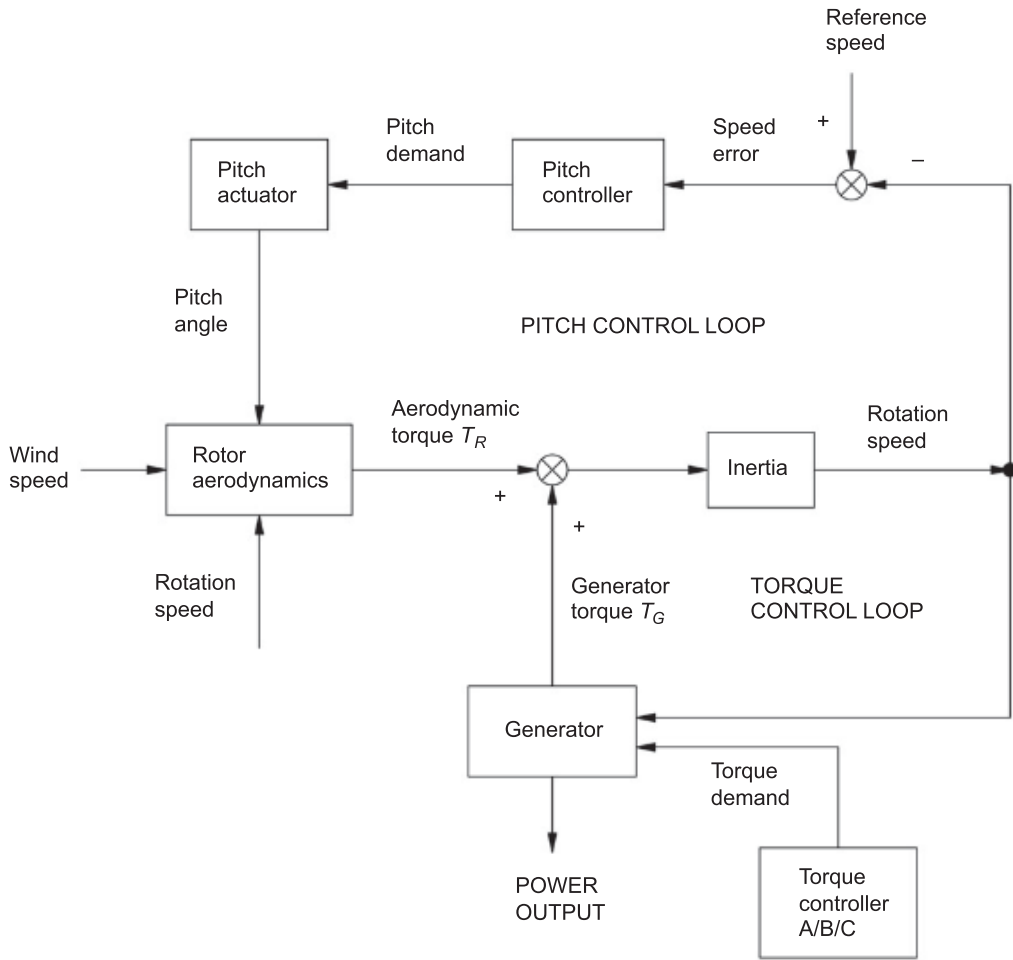 Reference
speed
+
Speed
error
–
Pitch
demand
Pitch
actuator
Pitch
controller
Pitch
angle
PITCH CONTROL LOOP
Aerodynamic
torque T_R
Rotation
speed
Wind
speed
Rotor
aerodynamics
Inertia
+
+
Rotation
speed
Generator
torque T_G
TORQUE
CONTROL LOOP
Generator
Torque
demand
POWER
OUTPUT
Torque
controller
A/B/C